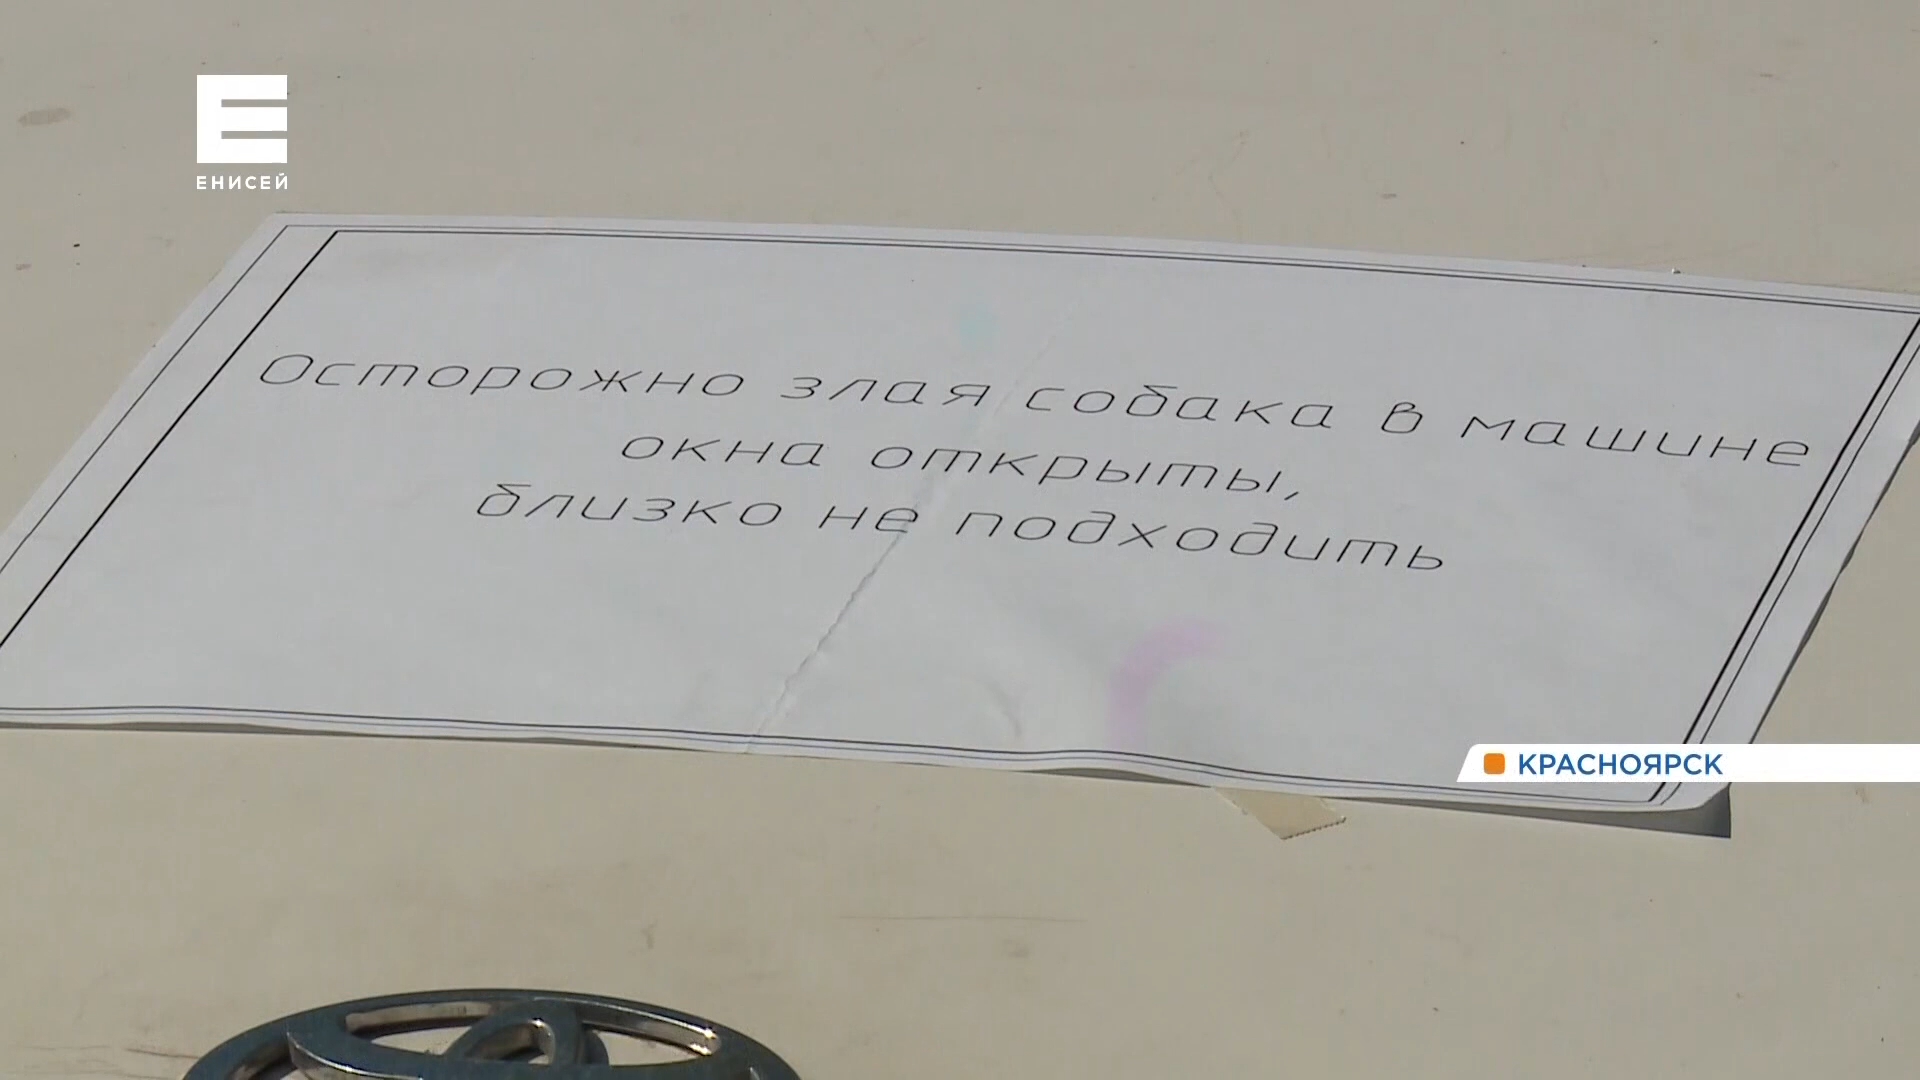 ЕНИСЕЙ
Осторожно злая собака в машине
окна открыты,
близко не подходить
КРАСНОЯРСК